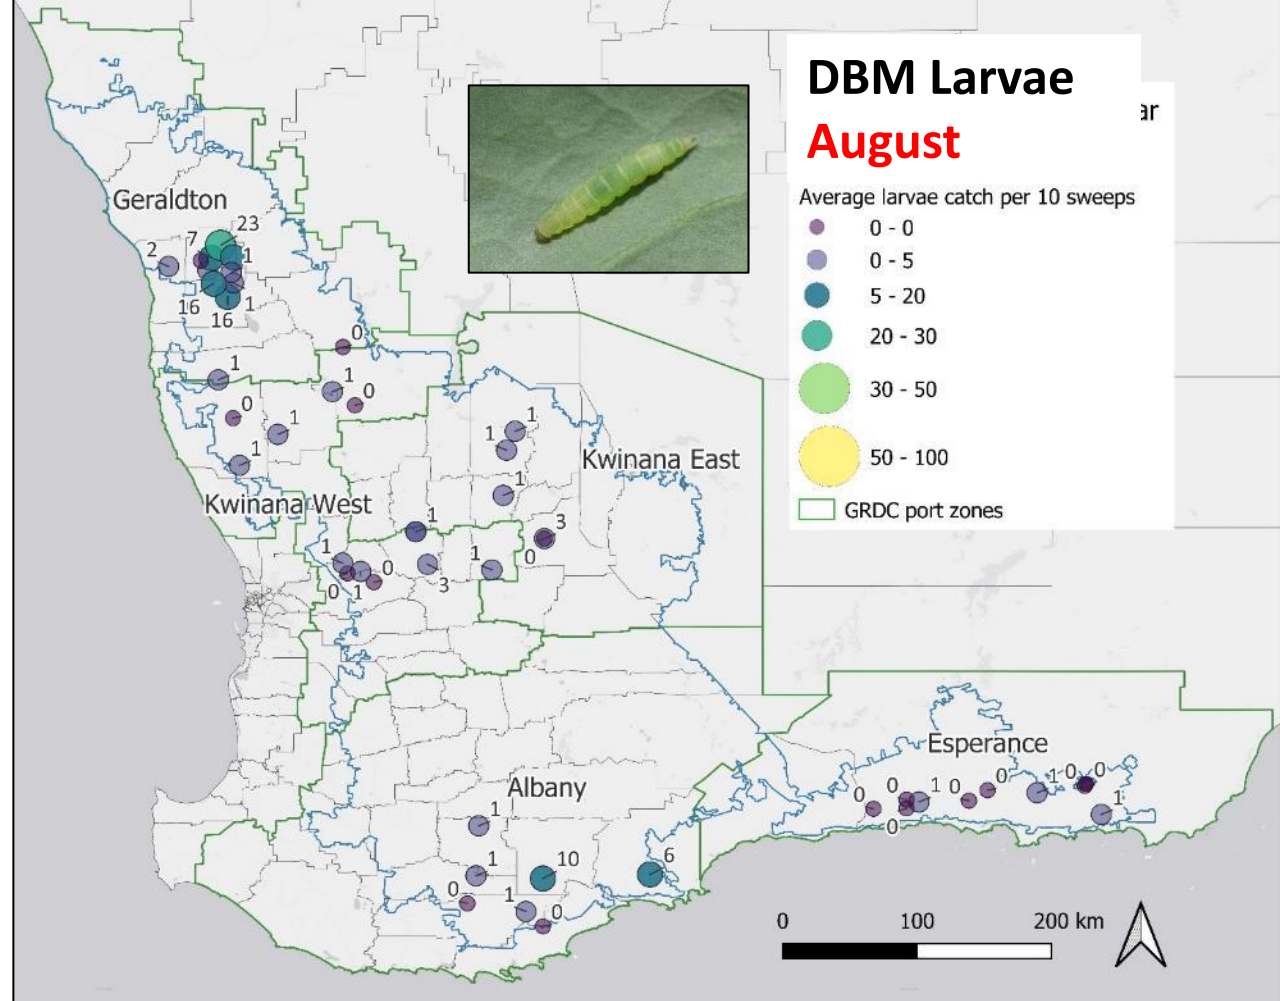 DBM Larvae
ar
August
Average larvae catch per 10 sweeps
0 - 0
0 - 5
5 - 20
20 - 30
30 - 50
50 - 100
GRDC port zones
Geraldton
23
7
2
1
16
1
16
0
1
1
0
0
1
1
1
1
Kwinana East
1
Kwinana West
1
3
1
1
0
0
3
0
1
Esperance
0
1
0
0
0
1
0
0
1
0
Albany
1
1
10
6
0
1
0
0
100
200 km